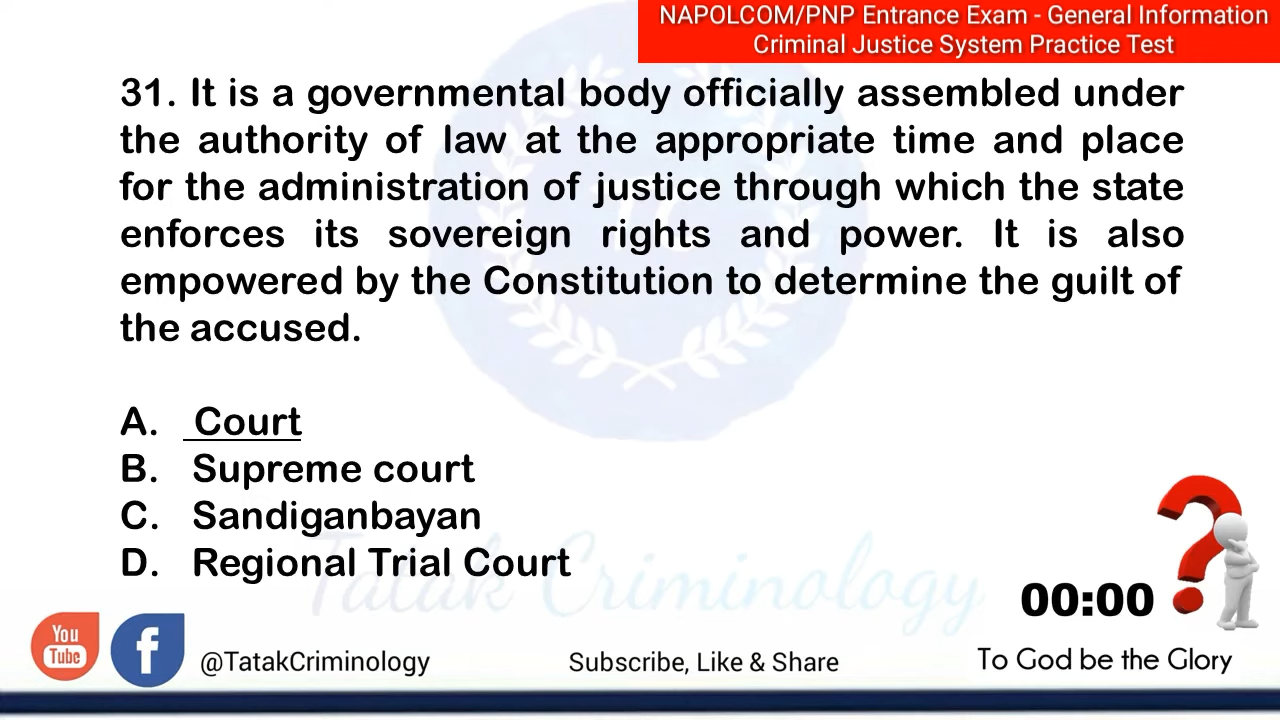 NAPOLCOM/PNP Entrance Exam - General Information
Criminal Justice System Practice Test
31. It is a governmental body officially assembled under
the authority of law at the appropriate time and place
for the administration of justice through which the state
enforces its sovereign rights and power. It is also
empowered by the Constitution to determine the guilt of
the accused.
A. Court
B. Supreme court
C. Sandiganbayan
D. Regional Trial Court
Tatak Criminology
00:00
You
Tube
f
@TatakCriminology
Subscribe, Like & Share
To God be the Glory